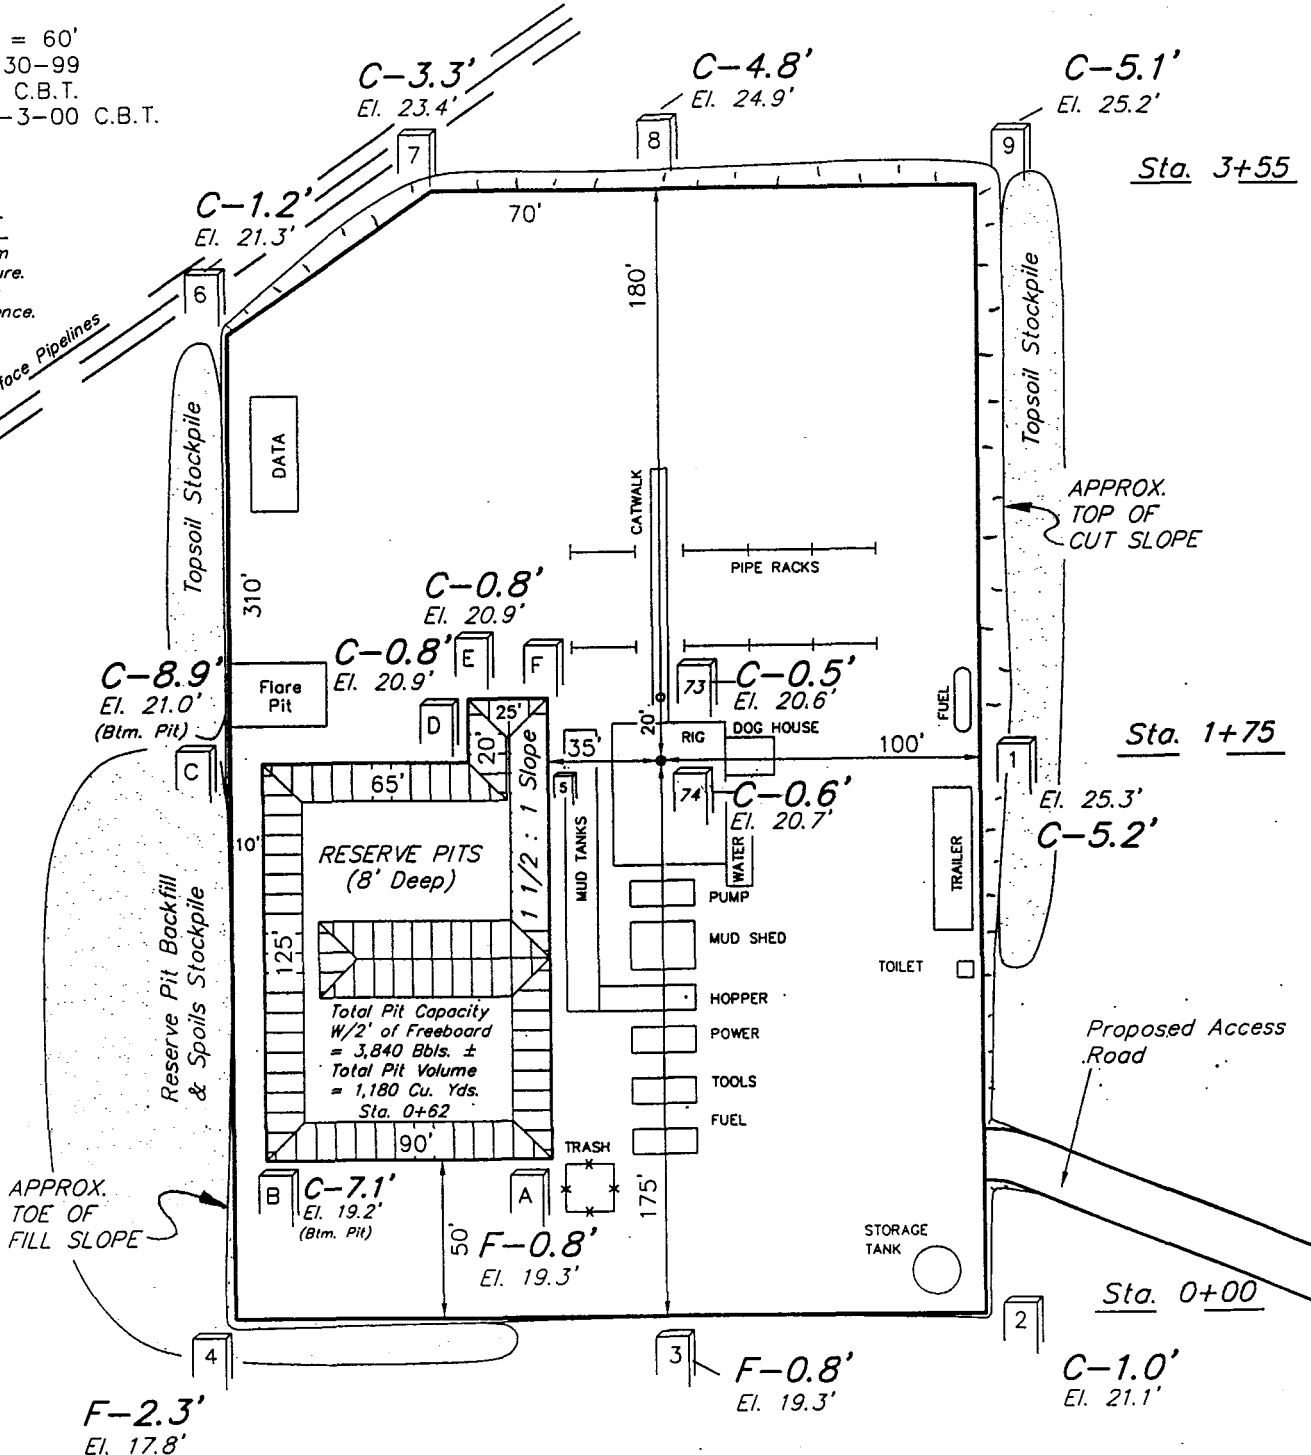 = 60'
30-99
C.B.T.
-3-00 C.B.T.
C-3.3'
El. 23.4'
C-4.8'
El. 24.9'
C-5.1'
El. 25.2'
7
8
9
Sta. 3+55
C-1.2'
El. 21.3'
70'
6
180'
ure.
ence.
face Pipelines
Topsoil Stockpile
Topsoil Stockpile
DATA
CATWALK
APPROX.
TOP OF
CUT SLOPE
PIPE RACKS
310'
C-0.8'
El. 20.9'
E
F
C-0.8'
El. 20.9'
C-8.9'
El. 21.0'
(Btm. Pit)
Flare
Pit
73
C-0.5'
El. 20.6'
FUEL
D
25'
20'
20'
RIG
DOG HOUSE
35'
100'
Sta. 1+75
C
65'
1 1/2 : 1 Slope
5
74
C-0.6'
El. 20.7'
1
El. 25.3'
C-5.2'
10'
RESERVE PITS
(8' Deep)
MUD TANKS
WATER
TRAILER
PUMP
Reserve Pit Backfill
& Spoils Stockpile
125'
MUD SHED
TOILET
HOPPER
Total Pit Capacity
W/2' of Freeboard
= 3,840 Bbls. ±
Total Pit Volume
= 1,180 Cu. Yds.
Sta. 0+62
POWER
Proposed Access
Road
TOOLS
FUEL
90'
TRASH
APPROX.
TOE OF
FILL SLOPE
B
C-7.1'
El. 19.2'
(Btm. Pit)
A
175'
50'
F-0.8'
El. 19.3'
STORAGE
TANK
Sta. 0+00
4
3
2
F-0.8'
El. 19.3'
C-1.0'
El. 21.1'
F-2.3'
El. 17.8'